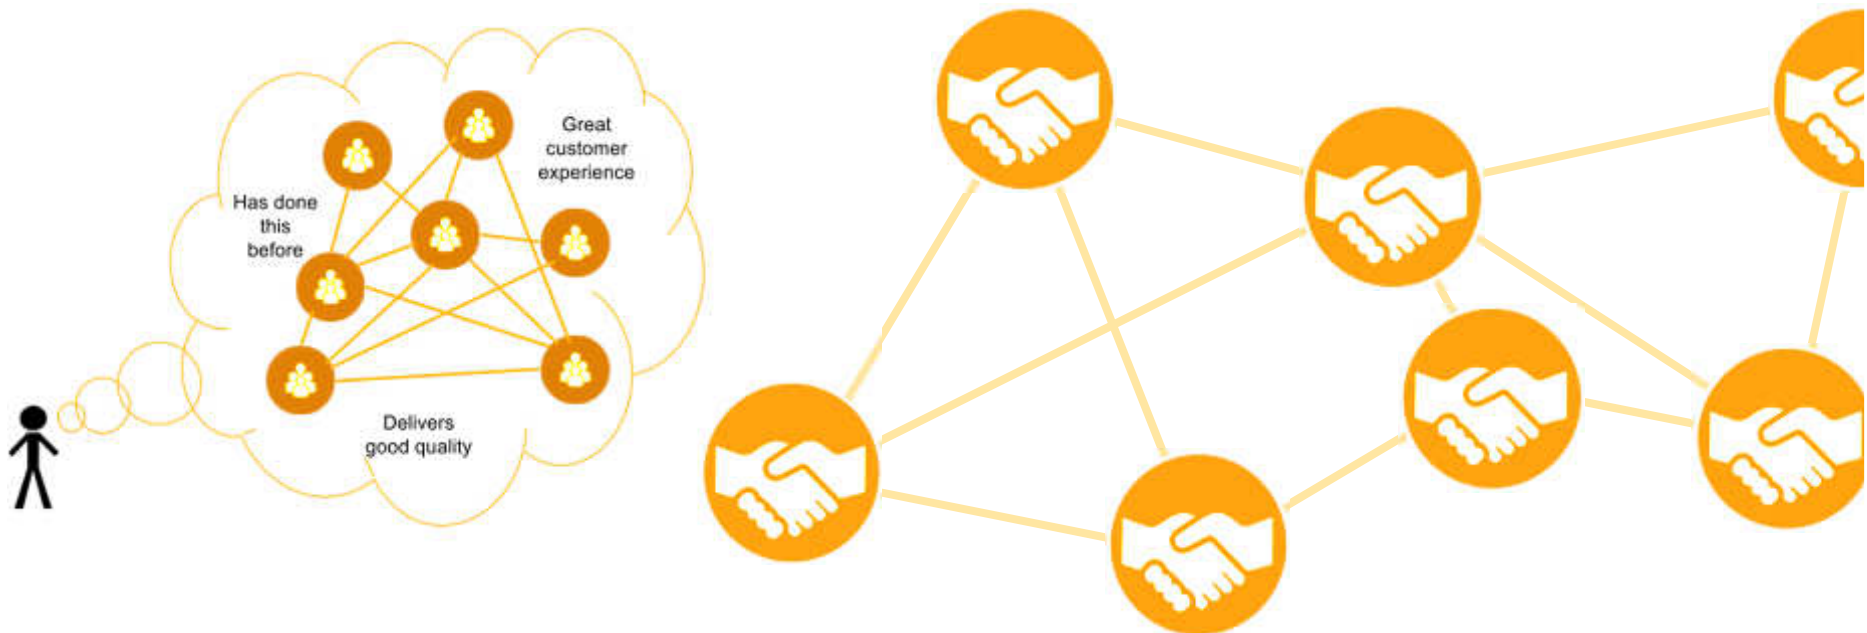 Great
customer
experience
Has done
this
before
Delivers
good quality